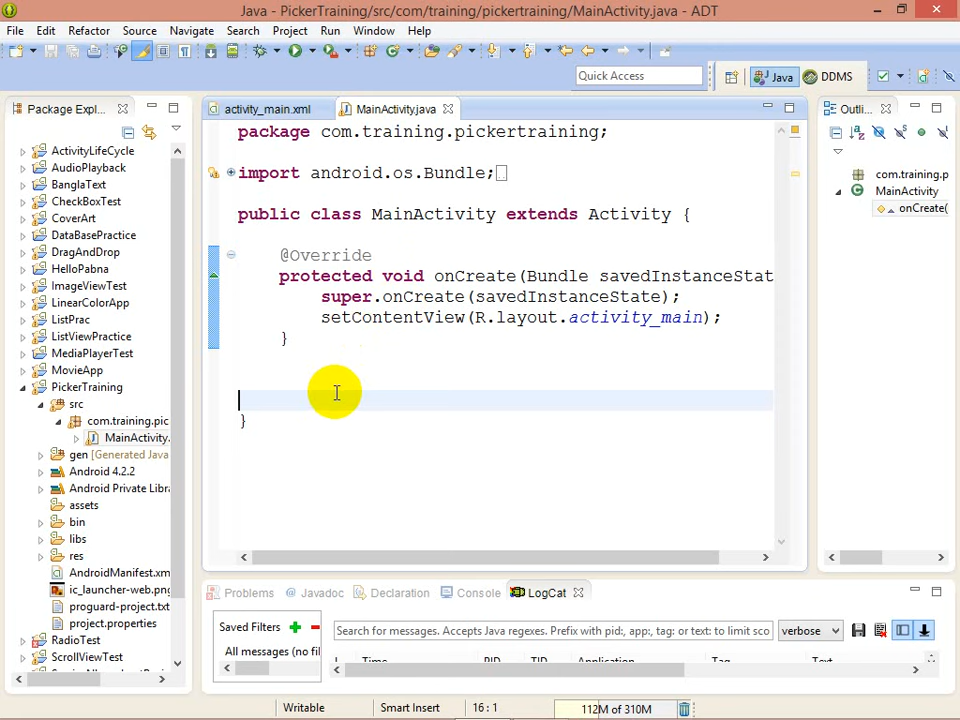 Java - PickerTraining/src/com/training/pickertraining/MainActivity.java - ADT
File Edit Refactor Source Navigate Search Project Run Window Help
Quick Access
Java
DDMS
Package Expl...
ActivityLifeCycle
AudioPlayback
BanglaText
CheckBoxTest
CoverArt
DataBasePractice
DragAndDrop
HelloPabna
ImageViewTest
LinearColorApp
ListPrac
ListViewPractice
MediaPlayerTest
MovieApp
PickerTraining
src
com.training.pic
MainActivity.
gen [Generated Java
Android 4.2.2
Android Private Libra
assets
bin
libs
res
AndroidManifest.xm
ic_launcher-web.png
proguard-project.txt
project.properties
RadioTest
ScrollViewTest
activity_main.xml
MainActivity.java
package com.training.pickertraining;
import android.os.Bundle;
public class MainActivity extends Activity {
@Override
protected void onCreate(Bundle savedInstanceStat
super.onCreate(savedInstanceState);
setContentView(R.layout.activity_main);
}
}
Outli...
com.training.p
MainActivity
onCreate(
Problems
Javadoc
Declaration
Console
LogCat
Saved Filters
All messages (no fil
Search for messages. Accepts Java regexes. Prefix with pid:, app:, tag: or text: to limit sco
verbose
Time PID TID Application Tag Text
Writable
Smart Insert
16 : 1
112M of 310M